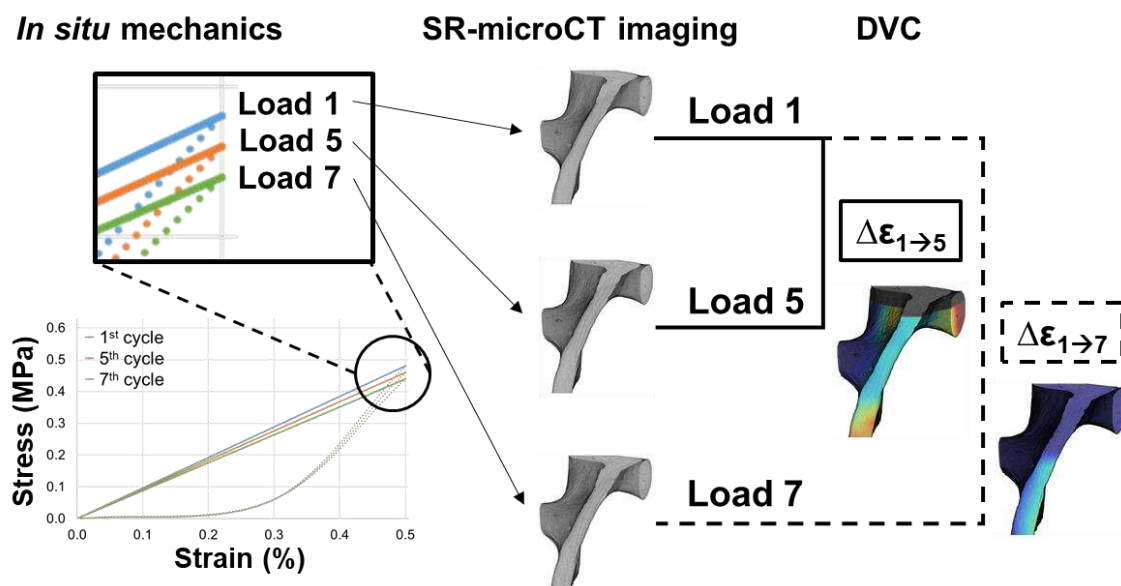 In situ mechanics
SR-microCT imaging
DVC
Load 1
Load 5
Load 7
Load 1
Load 5
Load 7
Δε1→5
Δε1→7
Stress (MPa)
0.6
0.5
0.4
0.3
0.2
0.1
0.0
1st cycle
5th cycle
7th cycle
0.0 0.1 0.2 0.3 0.4 0.5
Strain (%)